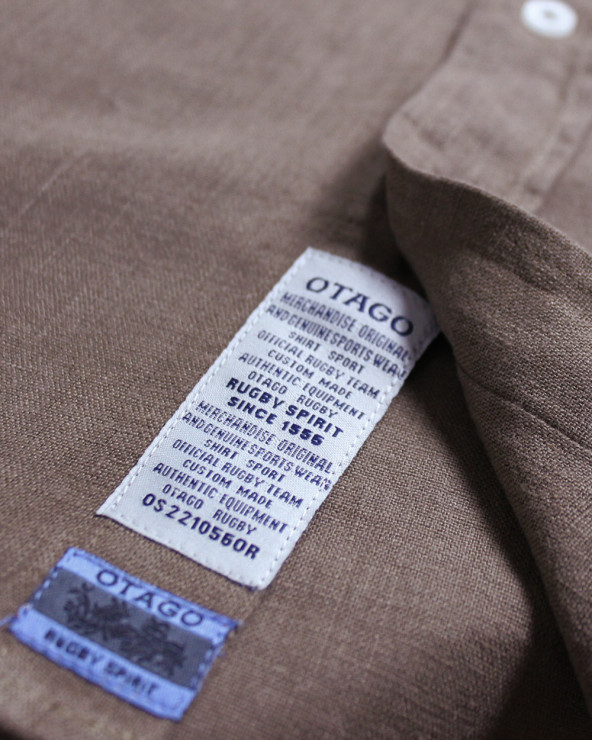 OTAGO
MERCHANDISE ORIGINAL
AND GENUINE SPORTS WEAR
SHIRT SPORT
OFFICIAL RUGBY TEAM
CUSTOM MADE
AUTHENTIC EQUIPMENT
OTAGO RUGBY
RUGBY SPIRIT
SINCE 1556
MERCHANDISE ORIGINAL
AND GENUINE SPORTS WEAR
SHIRT SPORT
OFFICIAL RUGBY TEAM
CUSTOM MADE
AUTHENTIC EQUIPMENT
OTAGO RUGBY
OS2210560R
OTAGO
RUGBY SPIRIT